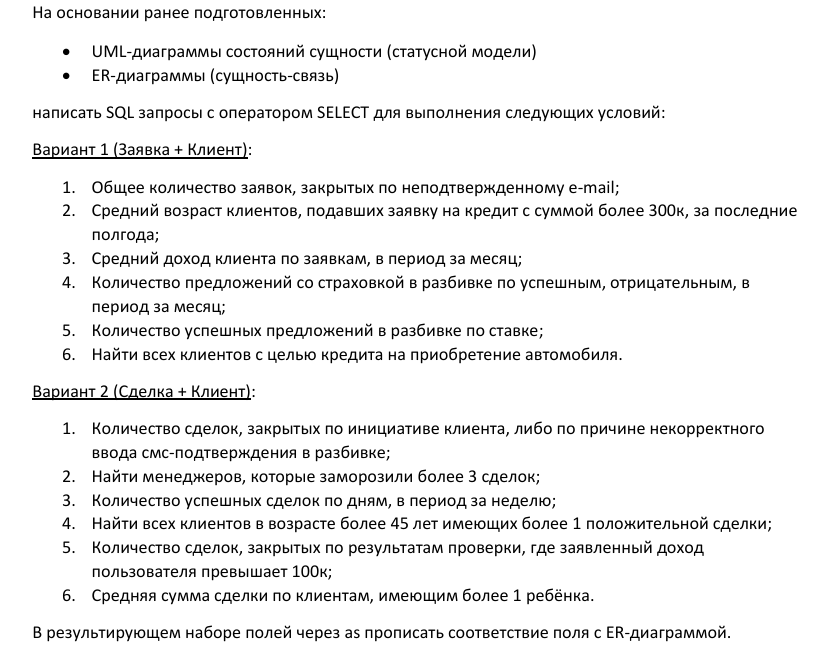 На основании ранее подготовленных:
• UML-диаграммы состояний сущности (статусной модели)
• ER-диаграммы (сущность-связь)
написать SQL запросы с оператором SELECT для выполнения следующих условий:
Вариант 1 (Заявка + Клиент):
1. Общее количество заявок, закрытых по неподтвержденному e-mail;
2. Средний возраст клиентов, подавших заявку на кредит с суммой более 300к, за последние
полгода;
3. Средний доход клиента по заявкам, в период за месяц;
4. Количество предложений со страховкой в разбивке по успешным, отрицательным, в
период за месяц;
5. Количество успешных предложений в разбивке по ставке;
6. Найти всех клиентов с целью кредита на приобретение автомобиля.
Вариант 2 (Сделка + Клиент):
1. Количество сделок, закрытых по инициативе клиента, либо по причине некорректного
ввода смс-подтверждения в разбивке;
2. Найти менеджеров, которые заморозили более 3 сделок;
3. Количество успешных сделок по дням, в период за неделю;
4. Найти всех клиентов в возрасте более 45 лет имеющих более 1 положительной сделки;
5. Количество сделок, закрытых по результатам проверки, где заявленный доход
пользователя превышает 100к;
6. Средняя сумма сделки по клиентам, имеющим более 1 ребёнка.
В результирующем наборе полей через as прописать соответствие поля с ER-диаграммой.